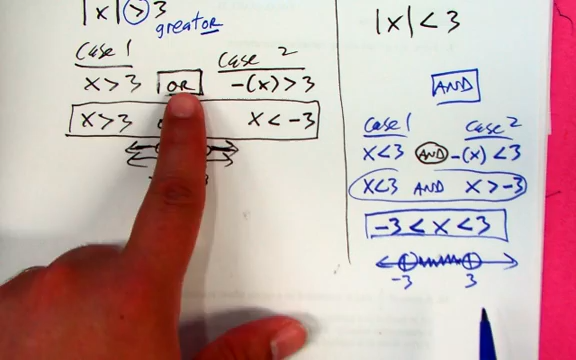 |x| > 3
greatOR
Case 1
Case 2
x > 3 OR -(x) > 3
x > 3 x < -3
|x| < 3
AND
Case 1
Case 2
x < 3 AND -(x) < 3
x < 3 AND x > -3
-3 < x < 3
-3 3